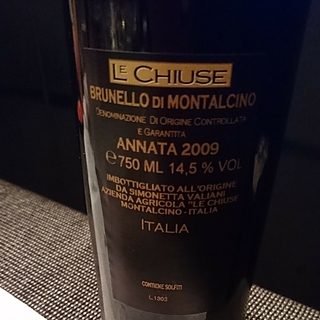 LE CHIUSE
BRUNELLO DI MONTALCINO
DENOMINAZIONE DI ORIGINE CONTROLLATA
E GARANTITA
ANNATA 2009
℮ 750 ML 14,5 % VOL
IMBOTTIGLIATO ALL'ORIGINE
DA SIMONETTA VALIANI
AZIENDA AGRICOLA "LE CHIUSE"
MONTALCINO - ITALIA
ITALIA
CONTIENE SOLFITI
L.1303